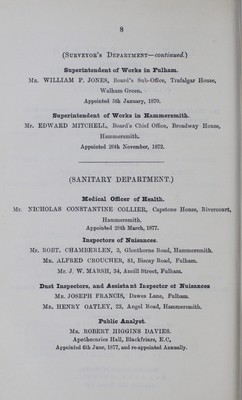 8
(SURVEYOR'S DEPARTMENT—continued.)
Superintendent of Works in Fulham.
MR. WILLIAM P. JONES, Board's Sub-Office, Trafalgar House,
Walham Green.
Appointed 5th January, 1870.
Superintendent of Works in Hammersmith.
Mr. EDWARD MITCHELL, Board's Chief Office, Broadway House,
Hammersmith.
Appointed 20th November, 1872.
(SANITARY DEPARTMENT.)
Medical Officer of Health.
Mr. NICHOLAS CONSTANTINE COLLIER, Capstone House, Rivercourt,
Hammersmith.
Appointed 28th March, 1877.
Inspectors of Nuisances.
Mr. ROBT. CHAMBERLEN, 3, Glenthorne Road, Hammersmith.
MR. ALFRED CROUCHER, 81, Biscay Road, Fulham.
Mr. J. W. MARSH, 34, Ancill Street, Fulham.
Dust Inspectors, and Assistant Inspector of Nuisances
MR. JOSEPH FRANCIS, Dawes Lane, Fulham.
MR. HENRY OATLEY, 23, Angel Road, Hammersmith.
Public Analyst.
MR. ROBERT HIGGINS DAVIES.
Apothecaries Hall, Blackfriars, E.C,
Appointed 6th June, 1877, and re-appointed Annually.